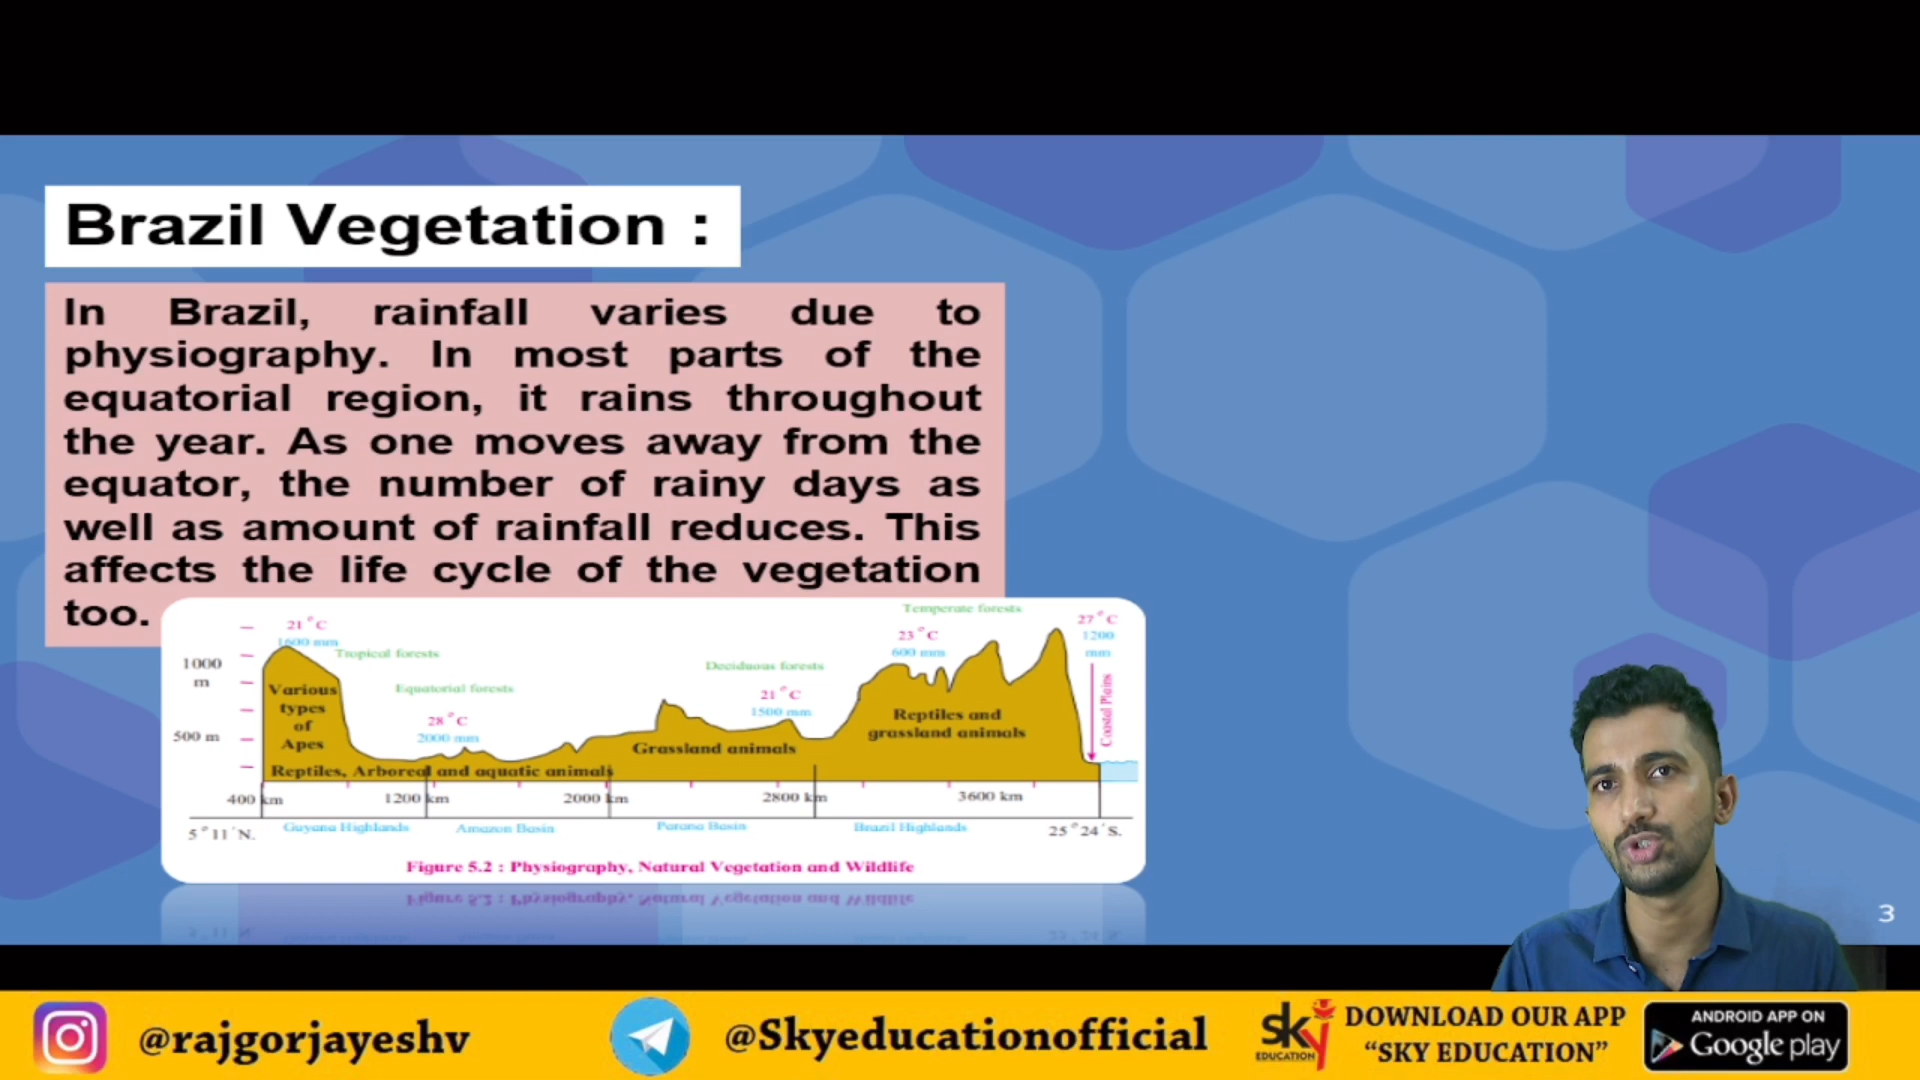 Brazil Vegetation :
In Brazil, rainfall varies due to
physiography. In most parts of the
equatorial region, it rains throughout
the year. As one moves away from the
equator, the number of rainy days as
well as amount of rainfall reduces. This
affects the life cycle of the vegetation
too.
Temperate forests
21°C
1600 mm
Tropical forests
27°C
1200
mm
23°C
600 mm
1000
m
Deciduous forests
Equatorial forests
Various
types
of
Apes
21°C
1500 mm
28°C
2000 mm
Coastal Plains
Reptiles and
grassland animals
500 m
Grassland animals
Reptiles, Arboreal and aquatic animals
400 km
1200 km
2000 km
2800 km
3600 km
5°11'N.
Guyana Highlands
Amazon Basin
Parana Basin
Brazil Highlands
25°24'S.
Figure 5.2 : Physiography, Natural Vegetation and Wildlife
3
@rajgorjayeshv
@Skyeducationofficial
sky
EDUCATION
DOWNLOAD OUR APP
“SKY EDUCATION”
ANDROID APP ON
Google play